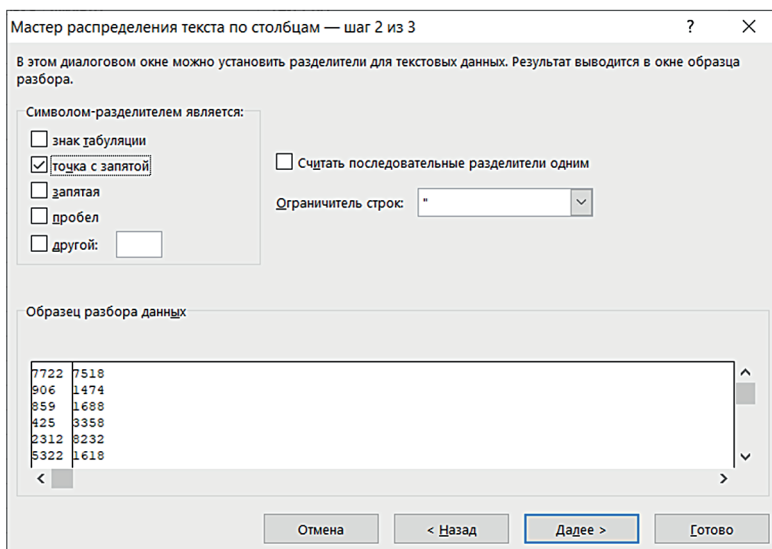 Мастер распределения текста по столбцам — шаг 2 из 3 ? ×
В этом диалоговом окне можно установить разделители для текстовых данных. Результат выводится в окне образца
разбора.
Символом-разделителем является:
знак табуляции
точка с запятой
запятая
пробел
другой:
Считать последовательные разделители одним
Ограничитель строк: "
Образец разбора данных
7722 7518
906 1474
859 1688
425 3358
2312 8232
5322 1618
Отмена < Назад Далее > Готово